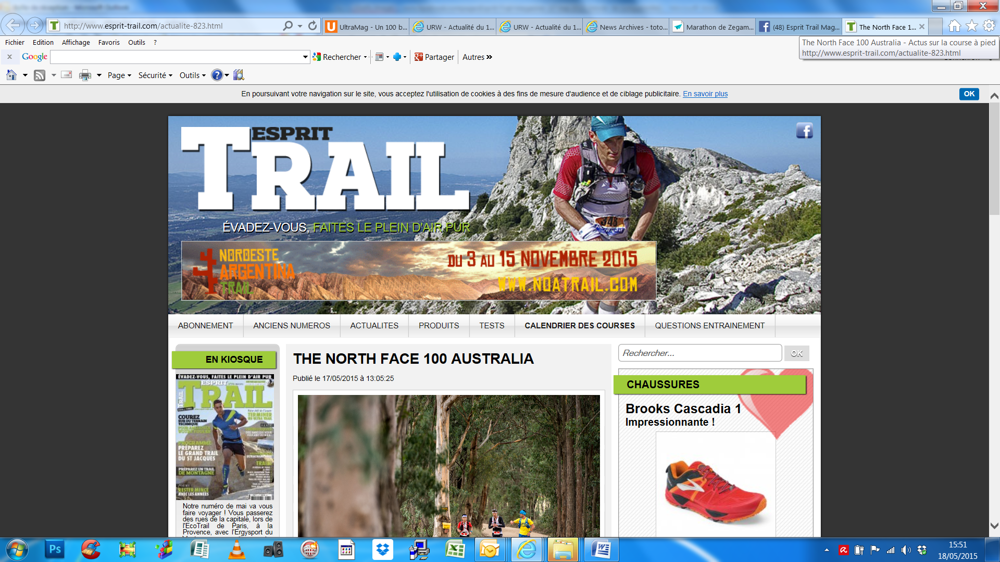 http://www.esprit-trail.com/actualite-823.html
UltraMag - Un 100 b...
URW - Actualité du 1...
URW - Actualité du 1...
News Archives - toto...
Marathon de Zegam...
(48) Esprit Trail Mag...
The North Face 1...
Fichier Edition Affichage Favoris Outils ?
The North Face 100 Australia - Actus sur la course à pied
http://www.esprit-trail.com/actualite-823.html
x Google Rechercher Partager Autres
Page Sécurité Outils
En poursuivant votre navigation sur le site, vous acceptez l'utilisation de cookies à des fins de mesure d'audience et de ciblage publicitaire. En savoir plus
OK
ESPRIT
TRAIL
ÉVADEZ-VOUS, FAITES LE PLEIN D'AIR PUR
346
NOROESTE
ARGENTINA
TRAIL
DU 3 AU 15 NOVEMBRE 2015
WWW.NOATRAIL.COM
ABONNEMENT ANCIENS NUMEROS ACTUALITES PRODUITS TESTS CALENDRIER DES COURSES QUESTIONS ENTRAINEMENT
EN KIOSQUE
ÉVADEZ-VOUS, FAITES LE PLEIN D'AIR PUR
ESPRIT
TRAIL
COUREZ
SUR DU TERRAIN
TECHNIQUE
TERMINER
PROGRAMME
PRÉPAREZ
LE GRAND TRAIL
DU ST JACQUES
PRÉPAREZ UN TRAIL
DE MONTAGNE
RESTER MINCE
AVEC LES ANNÉES
Notre numéro de mai va vous
faire voyager ! Vous passerez
des rues de la capitale, lors de
l'EcoTrail de Paris, à la
Provence, avec l'Ergysport du
THE NORTH FACE 100 AUSTRALIA
Publié le 17/05/2015 à 13:05:25
Rechercher...
OK
CHAUSSURES
Brooks Cascadia 1
Impressionnante !
Ps
15:51
18/05/2015